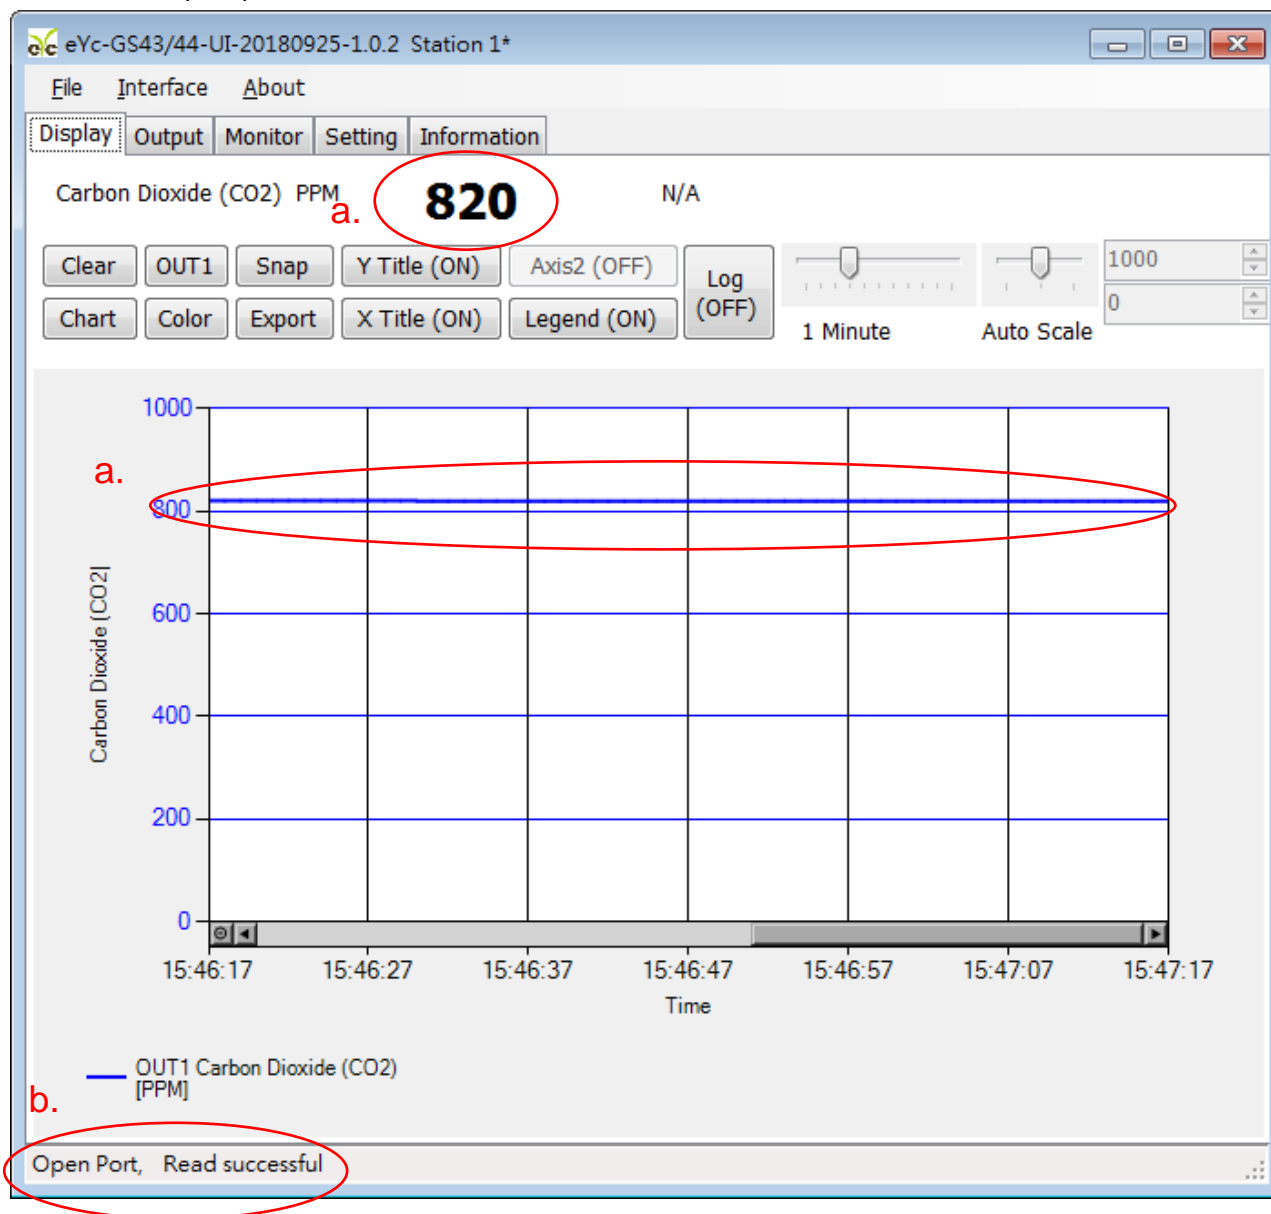 eYc-GS43/44-UI-20180925-1.0.2 Station 1*
File Interface About
Display Output Monitor Setting Information
Carbon Dioxide (CO2) PPM 820 N/A
a.
Clear OUT1 Snap Y Title (ON) Axis2 (OFF) Log (OFF) 1000
Chart Color Export X Title (ON) Legend (ON) 1 Minute Auto Scale 0
1000
a.
800
600
400
200
0
Carbon Dioxide (CO2)
15:46:17 15:46:27 15:46:37 15:46:47 15:46:57 15:47:07 15:47:17
Time
OUT1 Carbon Dioxide (CO2)
[PPM]
b.
Open Port, Read successful